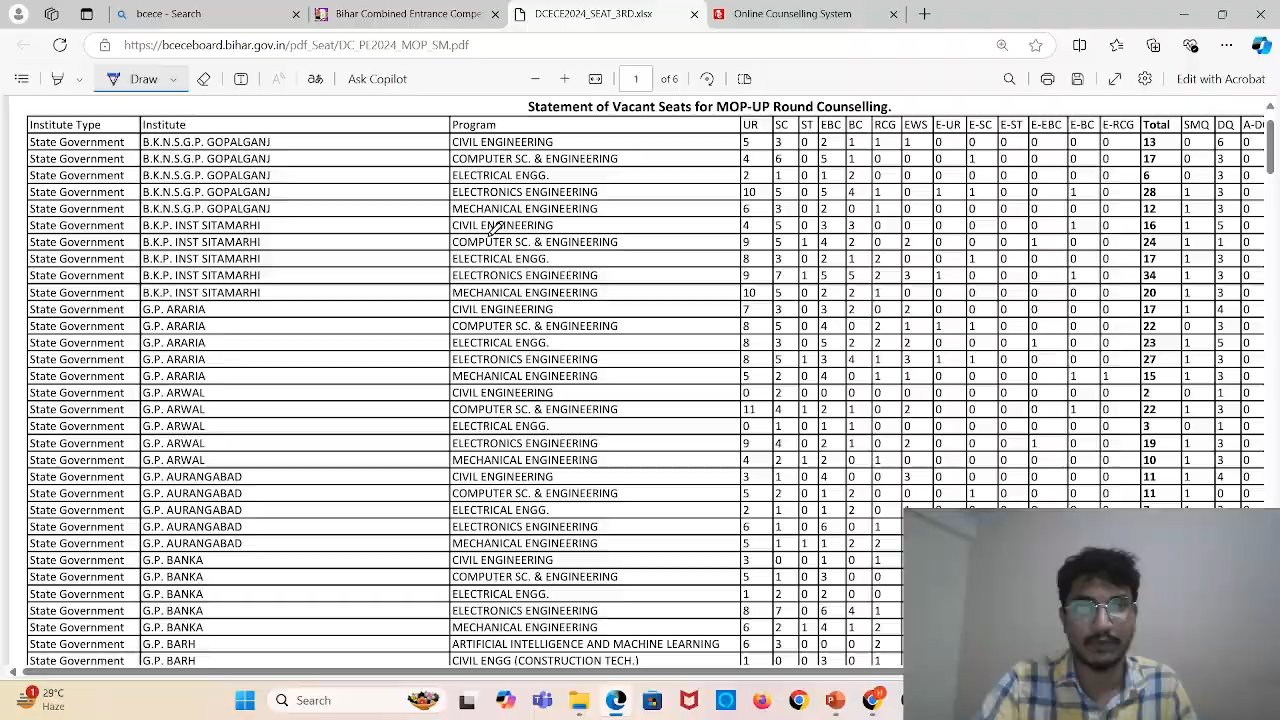 bcece - Search
Bihar Combined Entrance Compe
DCECE2024_SEAT_3RD.xlsx
Online Counselling System
https://bceceboard.bihar.gov.in/pdf_Seat/DC_PE2024_MOP_SM.pdf
Draw
Ask Copilot
1 of 6
Edit with Acrobat
Statement of Vacant Seats for MOP-UP Round Counselling.
Institute Type Institute Program UR SC ST EBC BC RCG EWS E-UR E-SC E-ST E-EBC E-BC E-RCG Total SMQ DQ
State Government B.K.N.S.G.P. GOPALGANJ CIVIL ENGINEERING 5 3 0 2 1 1 1 0 0 0 0 0 0 13 0 6 0
State Government B.K.N.S.G.P. GOPALGANJ COMPUTER SC. & ENGINEERING 4 6 0 5 1 0 0 0 1 0 0 0 0 17 0 3 0
State Government B.K.N.S.G.P. GOPALGANJ ELECTRICAL ENGG. 2 1 0 1 2 0 0 0 0 0 0 0 0 6 0 3 0
State Government B.K.N.S.G.P. GOPALGANJ ELECTRONICS ENGINEERING 10 5 0 5 4 1 0 1 1 0 0 1 0 28 1 3 0
State Government B.K.N.S.G.P. GOPALGANJ MECHANICAL ENGINEERING 6 3 0 2 0 1 0 0 0 0 0 0 0 12 1 3 0
State Government B.K.P. INST SITAMARHI CIVIL ENGINEERING 4 5 0 3 3 0 0 0 0 0 0 1 0 16 1 5 0
State Government B.K.P. INST SITAMARHI COMPUTER SC. & ENGINEERING 9 5 1 4 2 0 2 0 0 0 1 0 0 24 1 1 0
State Government B.K.P. INST SITAMARHI ELECTRICAL ENGG. 8 3 0 2 1 2 0 0 1 0 0 0 0 17 1 3 0
State Government B.K.P. INST SITAMARHI ELECTRONICS ENGINEERING 9 7 1 5 5 2 3 1 0 0 0 1 0 34 1 3 0
State Government B.K.P. INST SITAMARHI MECHANICAL ENGINEERING 10 5 0 2 2 1 0 0 0 0 0 0 0 20 1 3 0
State Government G.P. ARARIA CIVIL ENGINEERING 7 3 0 3 2 0 2 0 0 0 0 0 0 17 1 4 0
State Government G.P. ARARIA COMPUTER SC. & ENGINEERING 8 5 0 4 0 2 1 1 1 0 0 0 0 22 0 3 0
State Government G.P. ARARIA ELECTRICAL ENGG. 8 3 0 5 2 2 2 0 0 0 1 0 0 23 1 5 0
State Government G.P. ARARIA ELECTRONICS ENGINEERING 8 5 1 3 4 1 3 1 1 0 0 0 0 27 1 3 0
State Government G.P. ARARIA MECHANICAL ENGINEERING 5 2 0 4 0 1 1 0 0 0 0 1 1 15 1 3 0
State Government G.P. ARWAL CIVIL ENGINEERING 0 2 0 0 0 0 0 0 0 0 0 0 0 2 0 1 0
State Government G.P. ARWAL COMPUTER SC. & ENGINEERING 11 4 1 2 1 0 2 0 0 0 0 1 0 22 1 3 0
State Government G.P. ARWAL ELECTRICAL ENGG. 0 1 0 1 1 0 0 0 0 0 0 0 0 3 0 1 0
State Government G.P. ARWAL ELECTRONICS ENGINEERING 9 4 0 2 1 0 2 0 0 0 1 0 0 19 1 3 0
State Government G.P. ARWAL MECHANICAL ENGINEERING 4 2 1 2 0 1 0 0 0 0 0 0 0 10 1 3 0
State Government G.P. AURANGABAD CIVIL ENGINEERING 3 1 0 4 0 0 3 0 0 0 0 0 0 11 1 4 0
State Government G.P. AURANGABAD COMPUTER SC. & ENGINEERING 5 2 0 1 2 0 0 0 1 0 0 0 0 11 1 0 0
State Government G.P. AURANGABAD ELECTRICAL ENGG. 2 1 0 1 2 0
State Government G.P. AURANGABAD ELECTRONICS ENGINEERING 6 1 0 6 0 1
State Government G.P. AURANGABAD MECHANICAL ENGINEERING 5 1 1 1 2 2
State Government G.P. BANKA CIVIL ENGINEERING 3 0 0 1 0 1
State Government G.P. BANKA COMPUTER SC. & ENGINEERING 5 1 0 3 0 0
State Government G.P. BANKA ELECTRICAL ENGG. 1 2 0 2 0 0
State Government G.P. BANKA ELECTRONICS ENGINEERING 8 7 0 6 4 1
State Government G.P. BANKA MECHANICAL ENGINEERING 6 2 1 4 1 2
State Government G.P. BARH ARTIFICIAL INTELLIGENCE AND MACHINE LEARNING 6 3 0 0 0 2
State Government G.P. BARH CIVIL ENGG (CONSTRUCTION TECH.) 1 0 0 3 0 1
1
29°C
Haze
Search